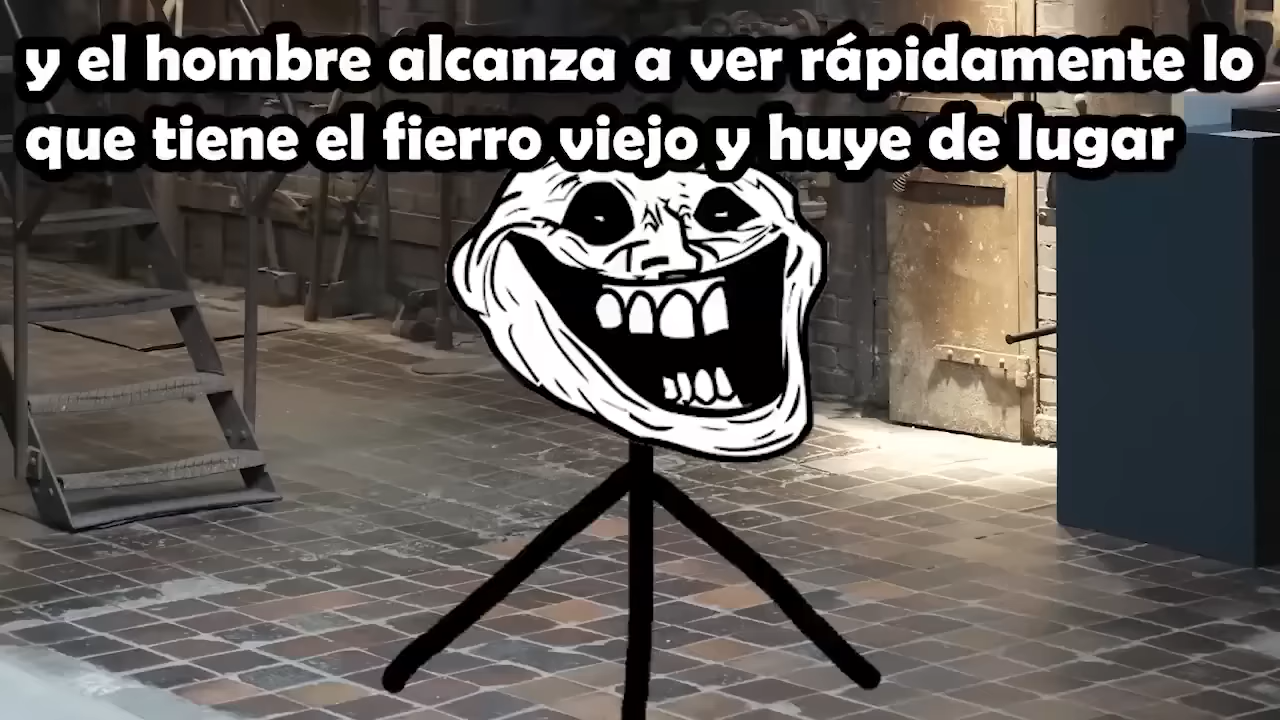 y el hombre alcanza a ver rápidamente lo
que tiene el fierro viejo y huye de lugar